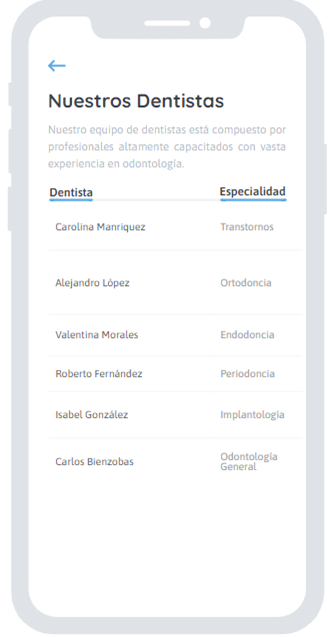 Nuestros Dentistas
Nuestro equipo de dentistas está compuesto por
profesionales altamente capacitados con vasta
experiencia en odontología.
Dentista Especialidad
Carolina Manríquez Transtornos
Alejandro López Ortodoncia
Valentina Morales Endodoncia
Roberto Fernández Periodoncia
Isabel González Implantología
Carlos Bienzobas Odontología
General